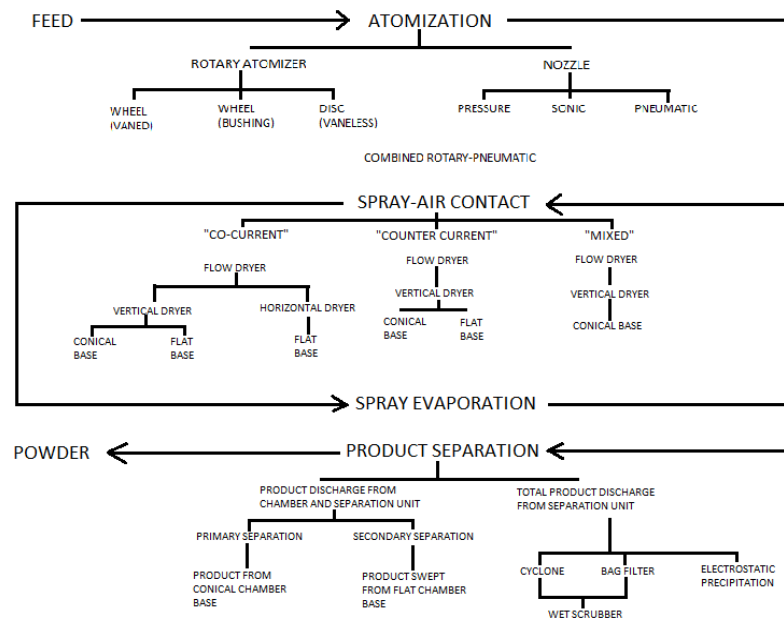 FEED
ATOMIZATION
ROTARY ATOMIZER
NOZZLE
WHEEL
(VANED)
WHEEL
(BUSHING)
DISC
(VANELESS)
PRESSURE
SONIC
PNEUMATIC
COMBINED ROTARY-PNEUMATIC
SPRAY-AIR CONTACT
"CO-CURRENT"
"COUNTER CURRENT"
"MIXED"
FLOW DRYER
FLOW DRYER
FLOW DRYER
VERTICAL DRYER
HORIZONTAL DRYER
VERTICAL DRYER
VERTICAL DRYER
CONICAL
BASE
FLAT
BASE
FLAT
BASE
CONICAL
BASE
FLAT
BASE
CONICAL BASE
SPRAY EVAPORATION
POWDER
PRODUCT SEPARATION
PRODUCT DISCHARGE FROM
CHAMBER AND SEPARATION UNIT
TOTAL PRODUCT DISCHARGE
FROM SEPARATION UNIT
PRIMARY SEPARATION
SECONDARY SEPARATION
PRODUCT FROM
CONICAL CHAMBER
BASE
PRODUCT SWEPT
FROM FLAT CHAMBER
BASE
CYCLONE
BAG FILTER
ELECTROSTATIC
PRECIPITATION
WET SCRUBBER